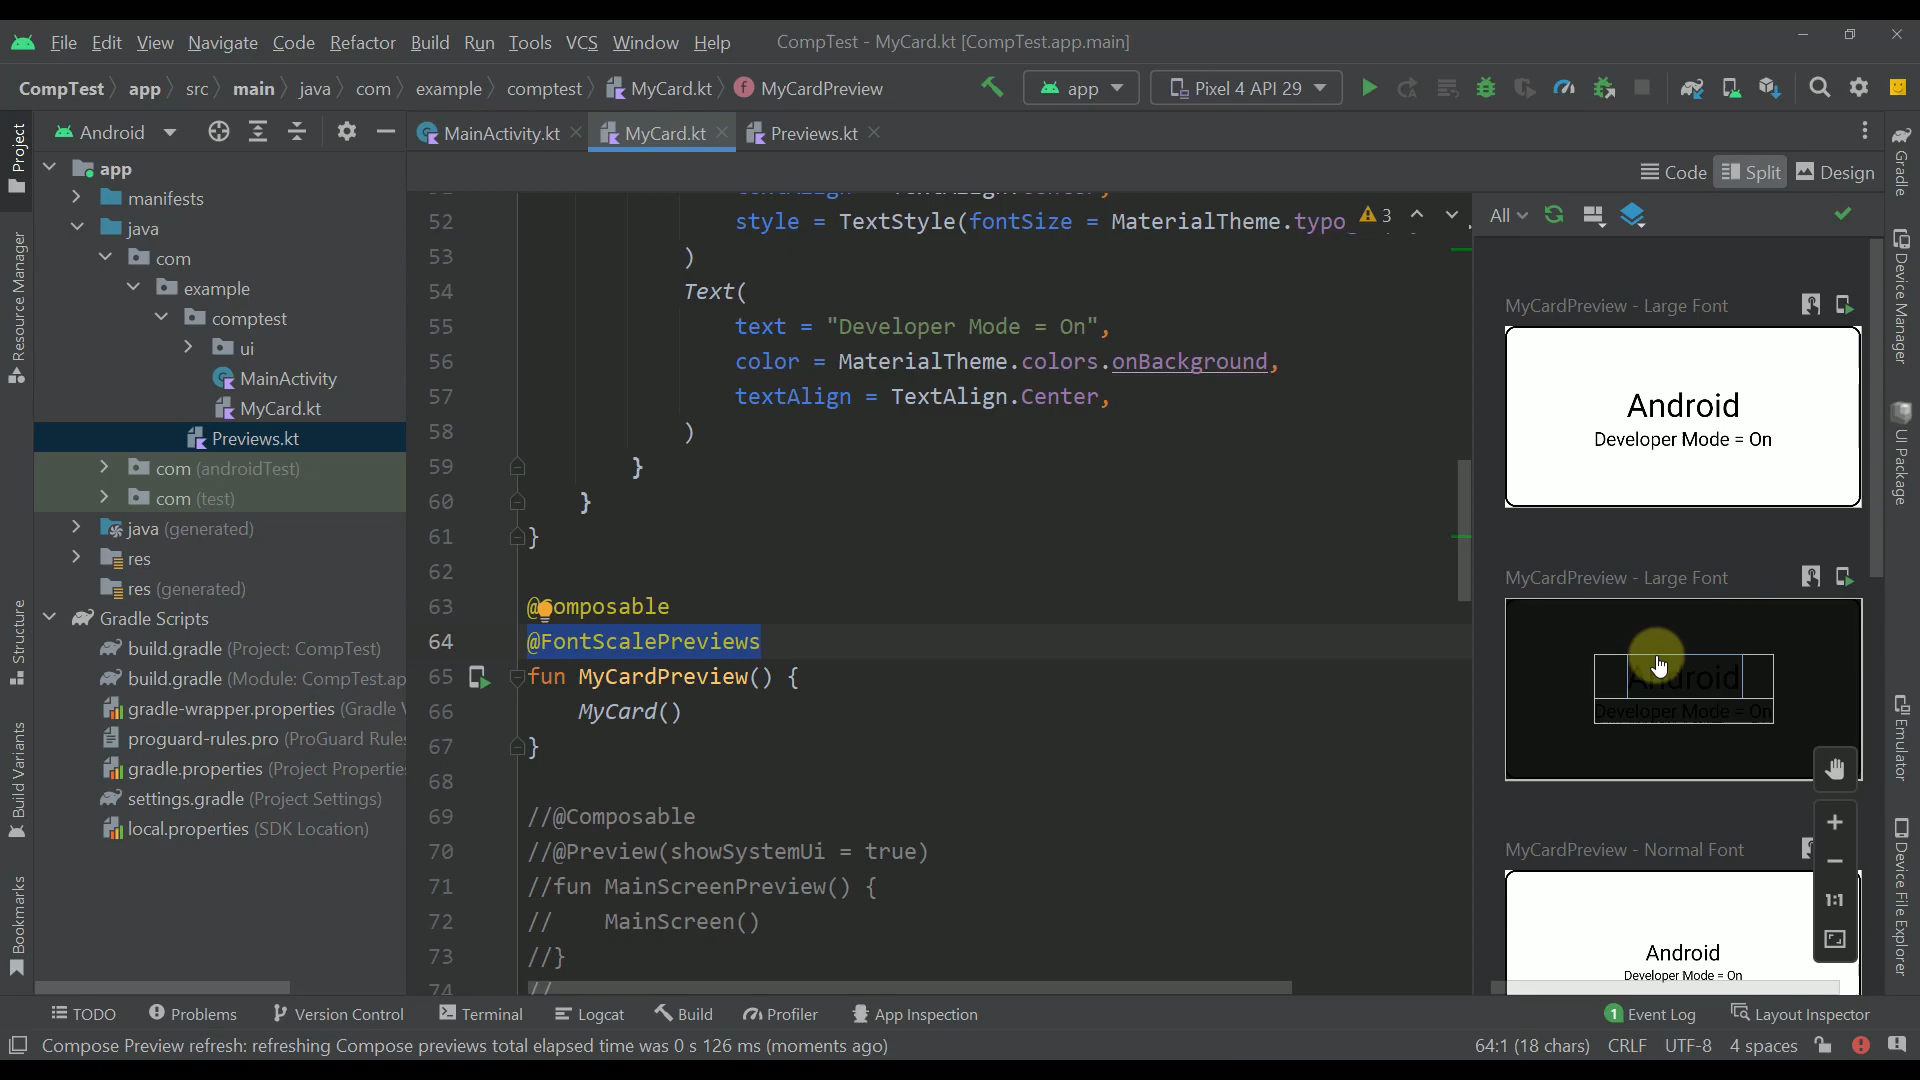 File Edit View Navigate Code Refactor Build Run Tools VCS Window Help CompTest - MyCard.kt [CompTest.app.main]
CompTest app src main java com example comptest MyCard.kt MyCardPreview app Pixel 4 API 29
Project
Android
MainActivity.kt MyCard.kt Previews.kt
Code Split Design
Gradle
app
manifests
java
com
example
comptest
ui
MainActivity
MyCard.kt
Previews.kt
com (androidTest)
com (test)
java (generated)
res
res (generated)
Gradle Scripts
build.gradle (Project: CompTest)
build.gradle (Module: CompTest.ap
gradle-wrapper.properties (Gradle
proguard-rules.pro (ProGuard Rule
gradle.properties (Project Propertie
settings.gradle (Project Settings)
local.properties (SDK Location)
Resource Manager
Structure
Build Variants
Bookmarks
52 style = TextStyle(fontSize = MaterialTheme.typo 3
53 )
54 Text(
55 text = "Developer Mode = On",
56 color = MaterialTheme.colors.onBackground,
57 textAlign = TextAlign.Center,
58 )
59 }
60 }
61 }
62
63 @Composable
64 @FontScalePreviews
65 fun MyCardPreview() {
66 MyCard()
67 }
68
69 //@Composable
70 //@Preview(showSystemUi = true)
71 //fun MainScreenPreview() {
72 // MainScreen()
73 //}
74 //
All
MyCardPreview - Large Font
Android
Developer Mode = On
MyCardPreview - Large Font
Android
Developer Mode = On
MyCardPreview - Normal Font
Android
Developer Mode = On
1:1
Device Manager
UI Package
Emulator
Device File Explorer
TODO Problems Version Control Terminal Logcat Build Profiler App Inspection 1 Event Log Layout Inspector
Compose Preview refresh: refreshing Compose previews total elapsed time was 0 s 126 ms (moments ago) 64:1 (18 chars) CRLF UTF-8 4 spaces